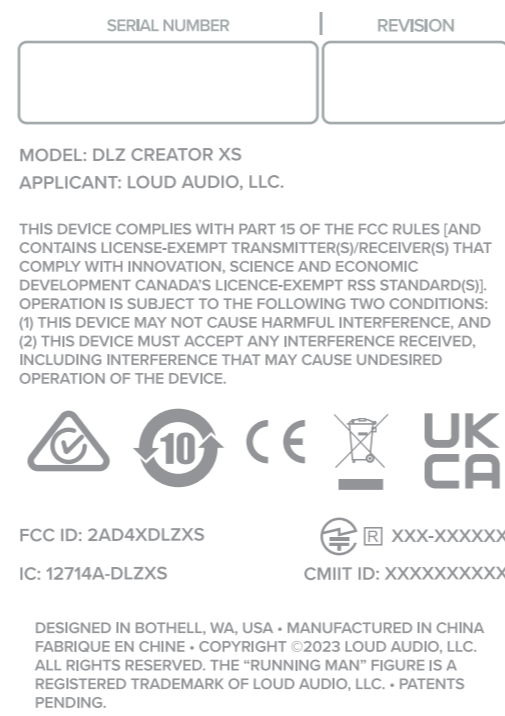 SERIAL NUMBER | REVISION
MODEL: DLZ CREATOR XS
APPLICANT: LOUD AUDIO, LLC.
THIS DEVICE COMPLIES WITH PART 15 OF THE FCC RULES [AND
CONTAINS LICENSE-EXEMPT TRANSMITTER(S)/RECEIVER(S) THAT
COMPLY WITH INNOVATION, SCIENCE AND ECONOMIC
DEVELOPMENT CANADA'S LICENCE-EXEMPT RSS STANDARD(S)].
OPERATION IS SUBJECT TO THE FOLLOWING TWO CONDITIONS:
(1) THIS DEVICE MAY NOT CAUSE HARMFUL INTERFERENCE, AND
(2) THIS DEVICE MUST ACCEPT ANY INTERFERENCE RECEIVED,
INCLUDING INTERFERENCE THAT MAY CAUSE UNDESIRED
OPERATION OF THE DEVICE.
10 CE UK
CA
FCC ID: 2AD4XDLZXS R XXX-XXXXXX
IC: 12714A-DLZXS CMIIT ID: XXXXXXXXXX
DESIGNED IN BOTHELL, WA, USA • MANUFACTURED IN CHINA
FABRIQUE EN CHINE • COPYRIGHT ©2023 LOUD AUDIO, LLC.
ALL RIGHTS RESERVED. THE “RUNNING MAN” FIGURE IS A
REGISTERED TRADEMARK OF LOUD AUDIO, LLC. • PATENTS
PENDING.